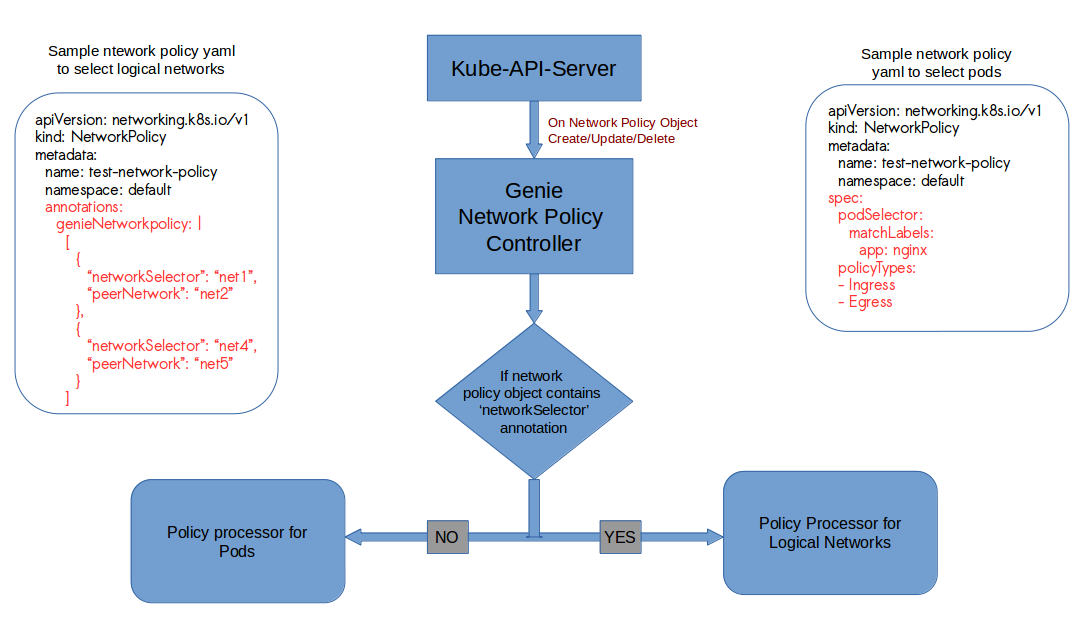 Sample ntework policy yaml
to select logical networks
apiVersion: networking.k8s.io/v1
kind: NetworkPolicy
metadata:
name: test-network-policy
namespace: default
annotations:
genieNetworkpolicy: |
[
{
“networkSelector”: “net1”,
“peerNetwork”: “net2”
},
{
“networkSelector”: “net4”,
“peerNetwork”: “net5”
}
]
Kube-API-Server
On Network Policy Object
Create/Update/Delete
Genie
Network Policy
Controller
If network
policy object contains
‘networkSelector’
annotation
NO
YES
Policy processor for
Pods
Policy Processor for
Logical Networks
Sample network policy
yaml to select pods
apiVersion: networking.k8s.io/v1
kind: NetworkPolicy
metadata:
name: test-network-policy
namespace: default
spec:
podSelector:
matchLabels:
app: nginx
policyTypes:
- Ingress
- Egress